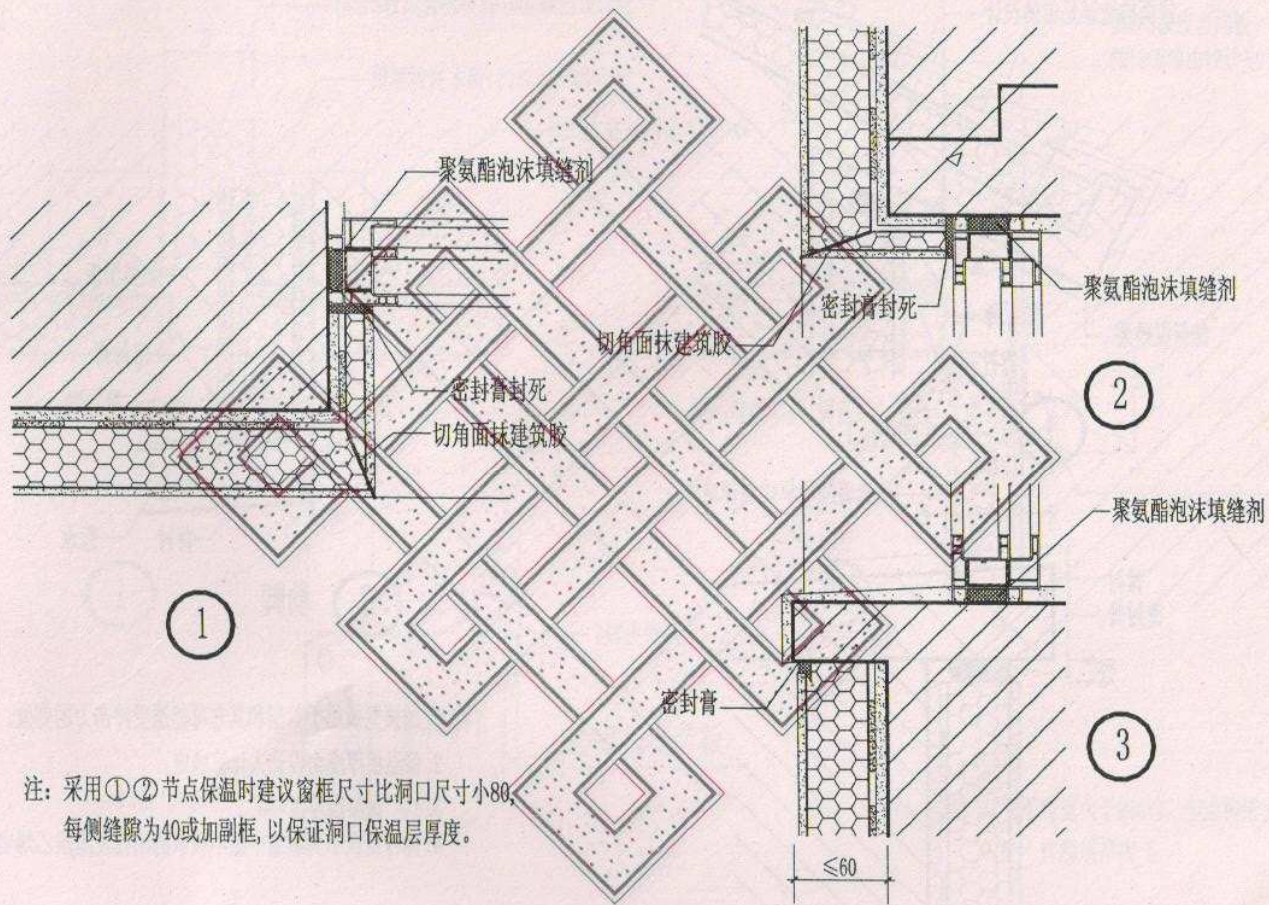 聚氨酯泡沫填缝剂
密封膏封死
切角面抹建筑胶
1
密封膏封死
切角面抹建筑胶
聚氨酯泡沫填缝剂
2
聚氨酯泡沫填缝剂
密封膏
3
≤60
注: 采用①②节点保温时建议窗框尺寸比洞口尺寸小80,
每侧缝隙为40或加副框, 以保证洞口保温层厚度。